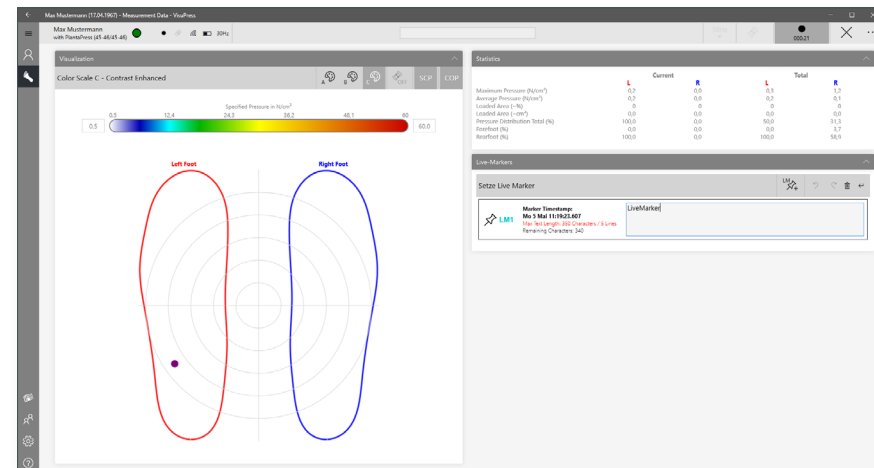 Max Mustermann (17.04.1967) - Measurement Data - VisuPress
Max Mustermann
with PlantaPress (45-46/45-46)
30Hz
000:21
Visualization
Color Scale C - Contrast Enhanced
A
B
C
OFF
SCP
COP
Specified Pressure in N/cm²
0,5 12,4 24,3 36,2 48,1 60
0,5
60,0
Left Foot
Right Foot
Statistics
Current Total
L R L R
Maximum Pressure (N/cm²) 0,2 0,0 0,3 1,2
Average Pressure (N/cm²) 0,2 0,0 0,2 0,1
Loaded Area (~%) 0 0 0 0
Loaded Area (~cm²) 0,0 0,0 0,0 0,0
Pressure Distribution Total (%) 100,0 0,0 50,0 31,3
Forefoot (%) 0,0 0,0 0,0 3,7
Rearfoot (%) 100,0 0,0 100,0 58,9
Live-Markers
Setze Live Marker
LM
LM1
Marker Timestamp:
Mo 5 Mai 11:19:23.607
Max Text Length: 350 Characters / 6 Lines
Remaining Characters: 340
LiveMarker